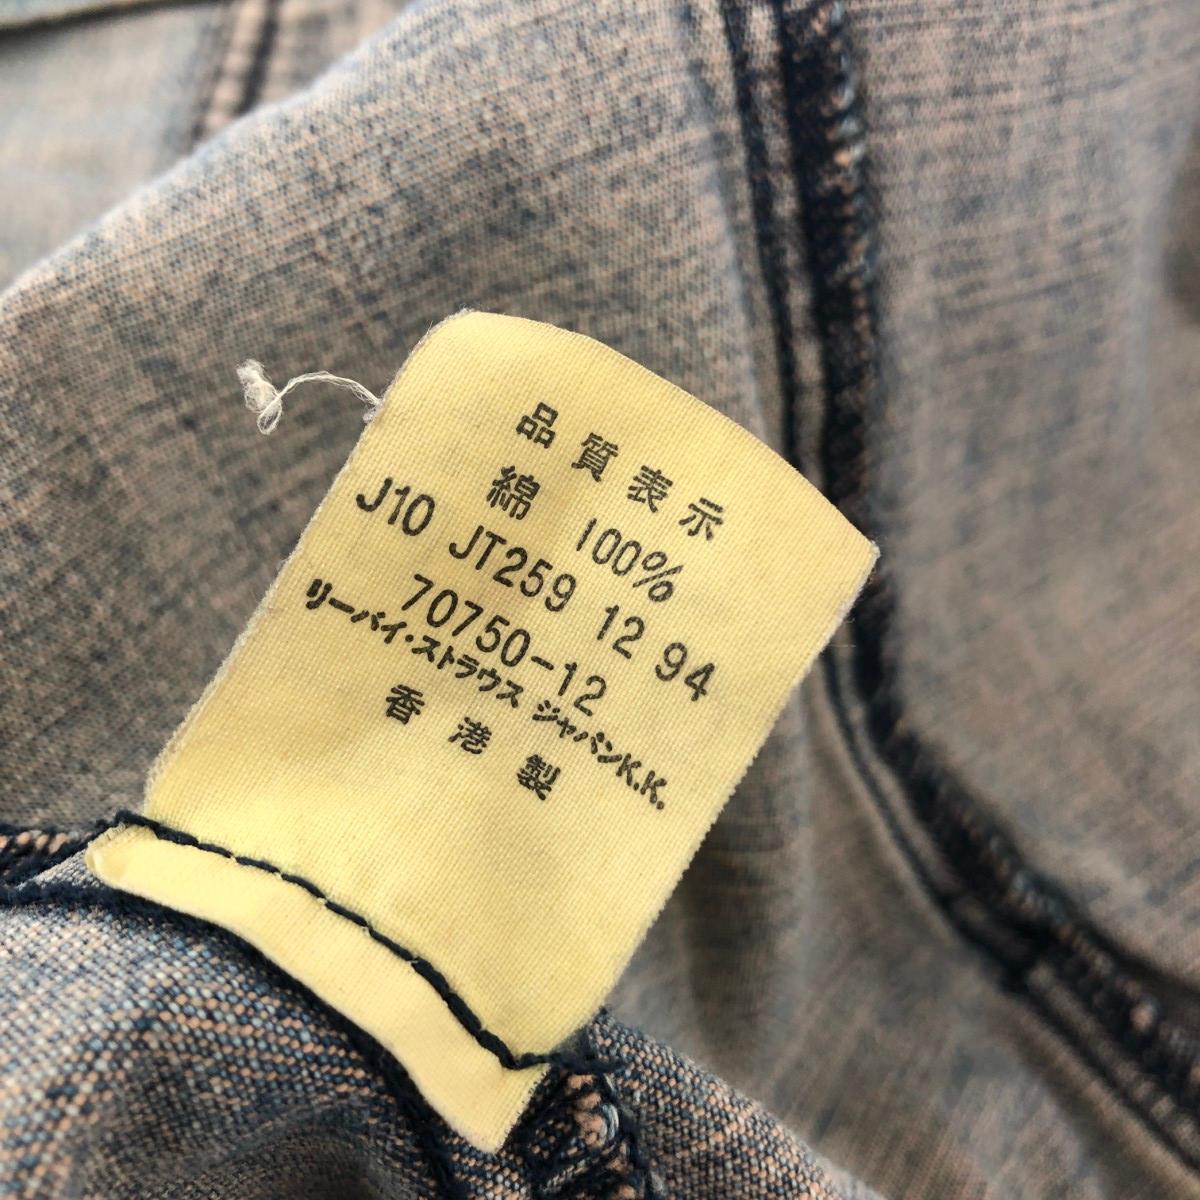 品質表示
綿 100%
J10 JT259 12 94
70750-12
リーバイ・ストラウス ジャパンK.K.
香港製